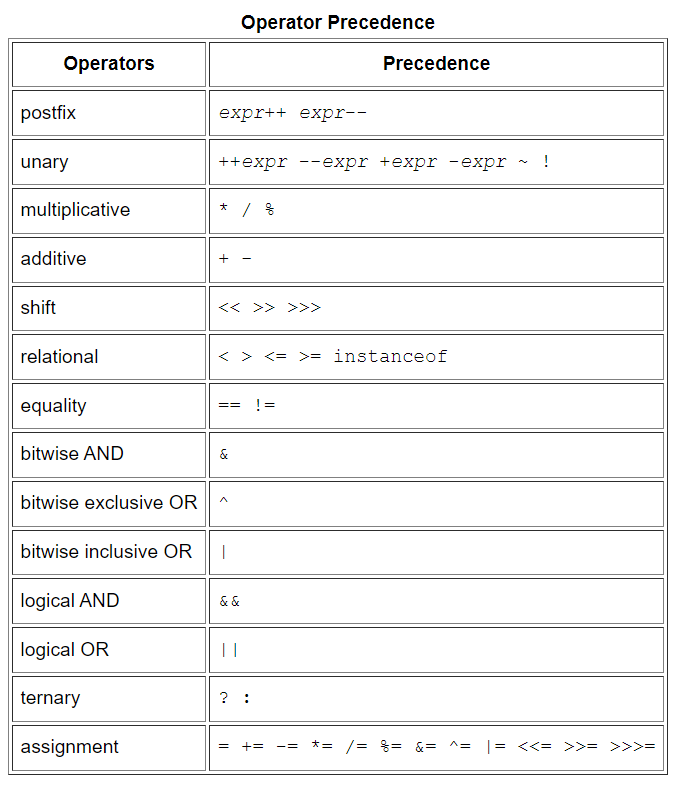 Operator Precedence
Operators Precedence
postfix expr++ expr--
unary ++expr --expr +expr -expr ~ !
multiplicative * / %
additive + -
shift << >> >>>
relational < > <= >= instanceof
equality == !=
bitwise AND &
bitwise exclusive OR ^
bitwise inclusive OR |
logical AND &&
logical OR ||
ternary ? :
assignment = += -= *= /= %= &= ^= |= <<= >>= >>>=